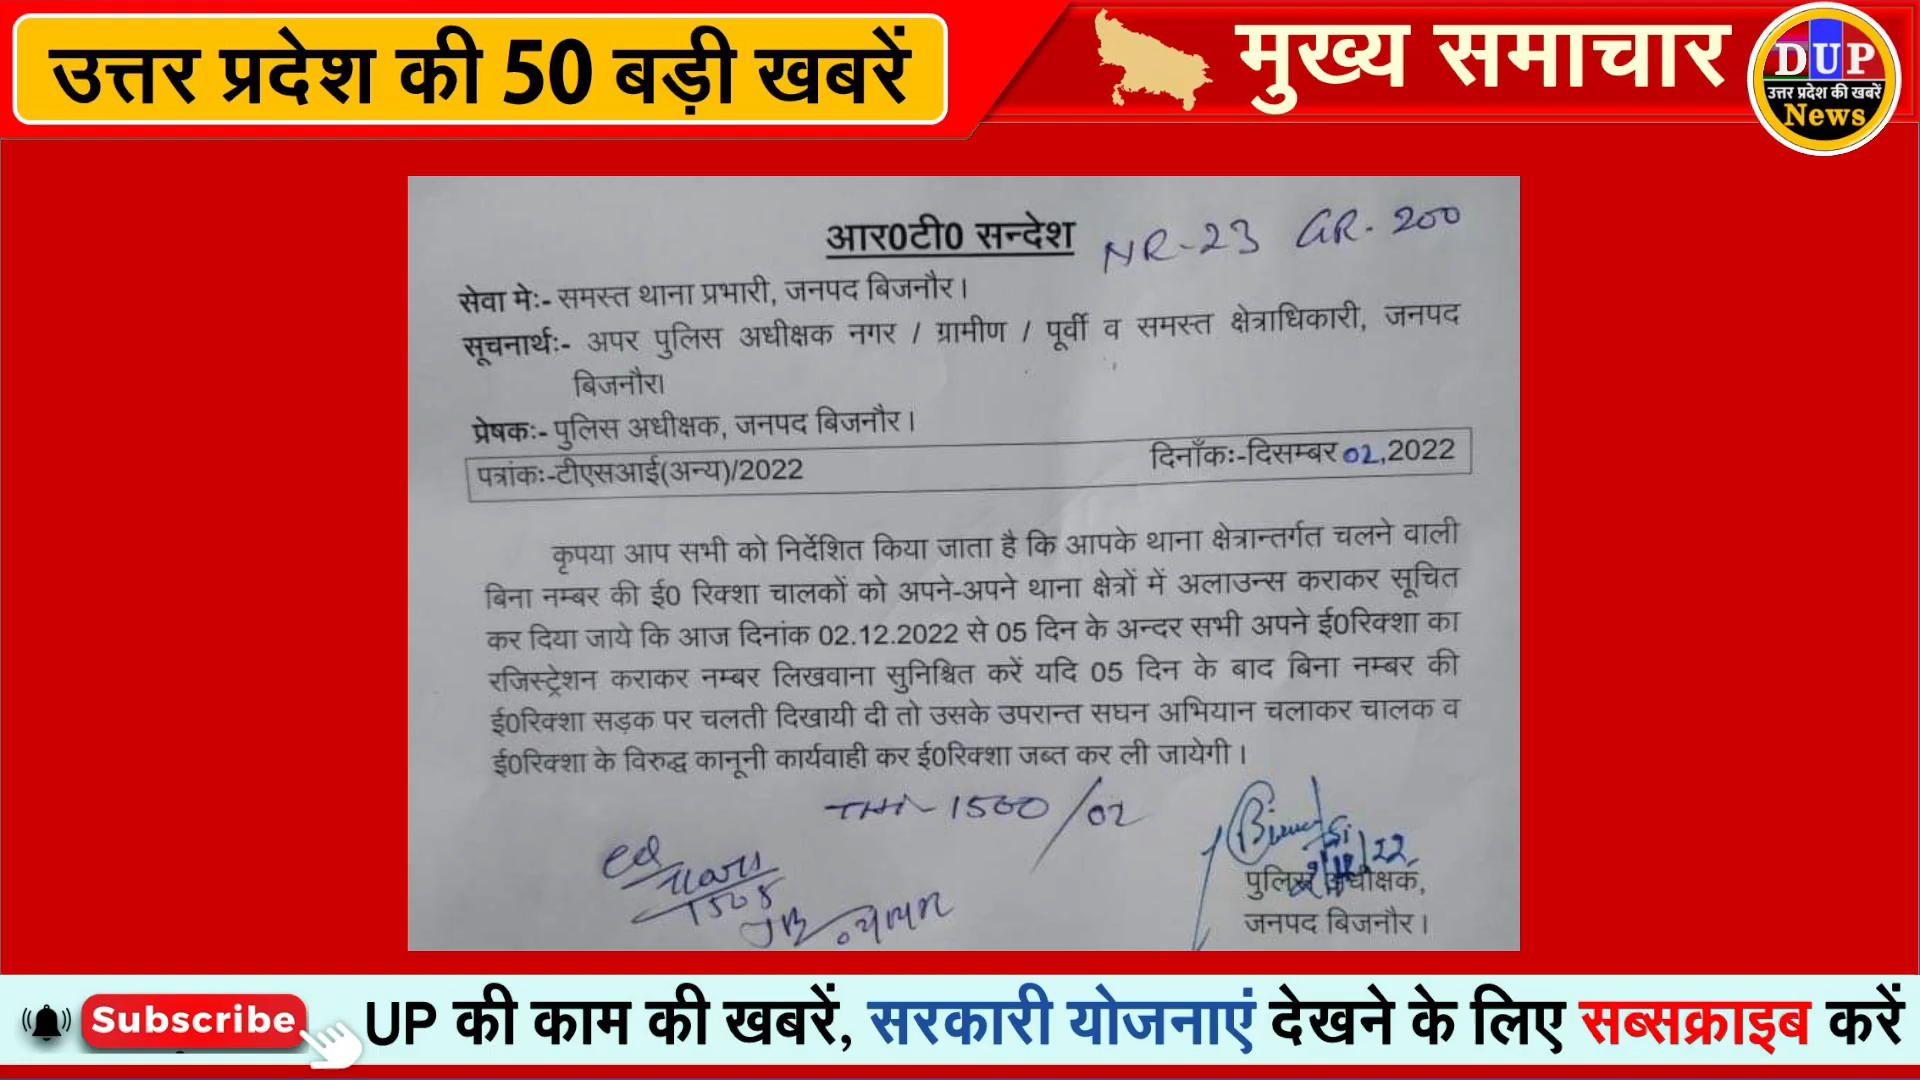 उत्तर प्रदेश की 50 बड़ी खबरें
मुख्य समाचार
DUP
उत्तर प्रदेश की खबरें
News
आर0टी0 सन्देश
NR-23 GR-200
सेवा मेः- समस्त थाना प्रभारी, जनपद बिजनौर।
सूचनार्थः- अपर पुलिस अधीक्षक नगर / ग्रामीण / पूर्वी व समस्त क्षेत्राधिकारी, जनपद
बिजनौर।
प्रेषकः- पुलिस अधीक्षक, जनपद बिजनौर।
पत्रांकः-टीएसआई(अन्य)/2022 दिनाँकः-दिसम्बर 02,2022
कृपया आप सभी को निर्देशित किया जाता है कि आपके थाना क्षेत्रान्तर्गत चलने वाली
बिना नम्बर की ई0 रिक्शा चालकों को अपने-अपने थाना क्षेत्रों में अलाउन्स कराकर सूचित
कर दिया जाये कि आज दिनांक 02.12.2022 से 05 दिन के अन्दर सभी अपने ई0रिक्शा का
रजिस्ट्रेशन कराकर नम्बर लिखवाना सुनिश्चित करें यदि 05 दिन के बाद बिना नम्बर की
ई0रिक्शा सड़क पर चलती दिखायी दी तो उसके उपरान्त सघन अभियान चलाकर चालक व
ई0रिक्शा के विरुद्ध कानूनी कार्यवाही कर ई0रिक्शा जब्त कर ली जायेगी।
1500/02
पुलिस अधीक्षक,
जनपद बिजनौर।
Subscribe
UP की काम की खबरें, सरकारी योजनाएं देखने के लिए सब्सक्राइब करें